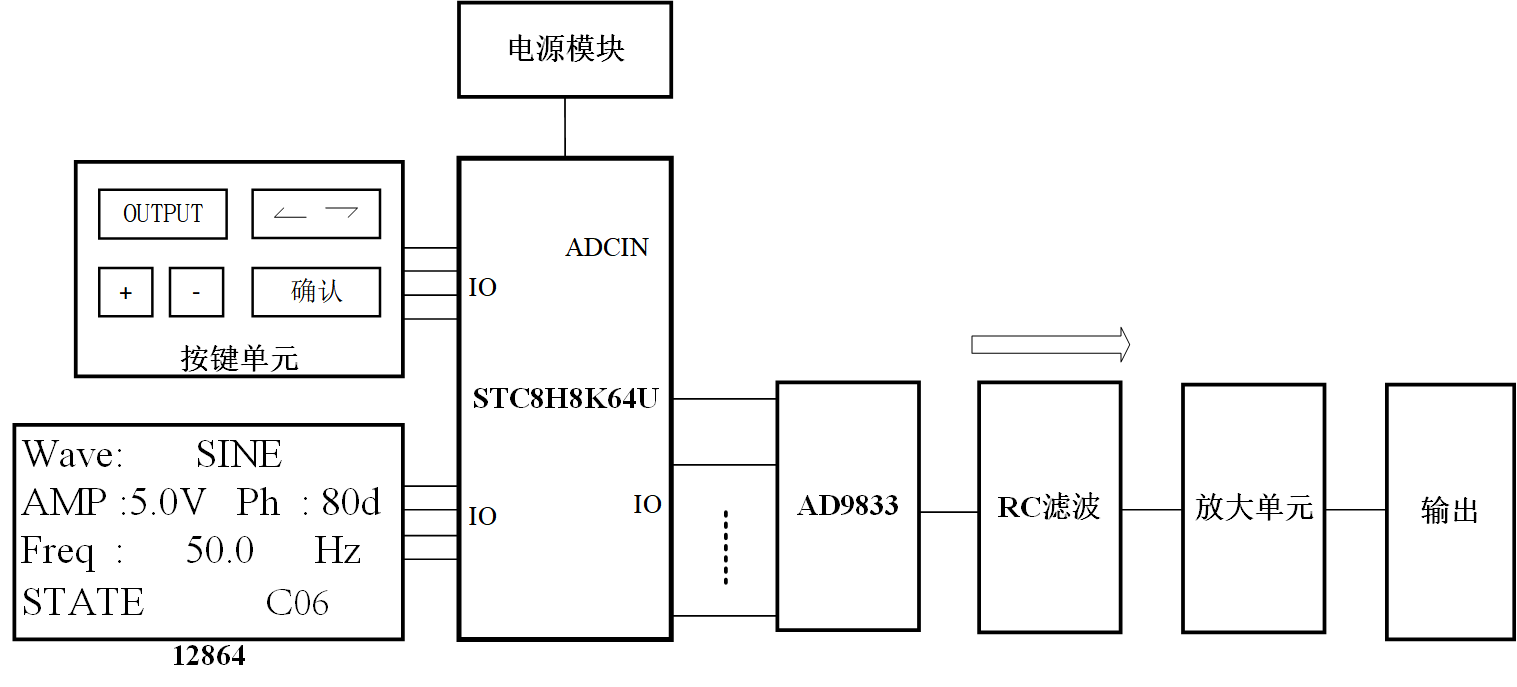 电源模块
OUTPUT
+
-
确认
按键单元
ADCIN
IO
STC8H8K64U
IO
IO
Wave: SINE
AMP :5.0V Ph : 80d
Freq : 50.0 Hz
STATE C06
12864
AD9833
RC滤波
放大单元
输出